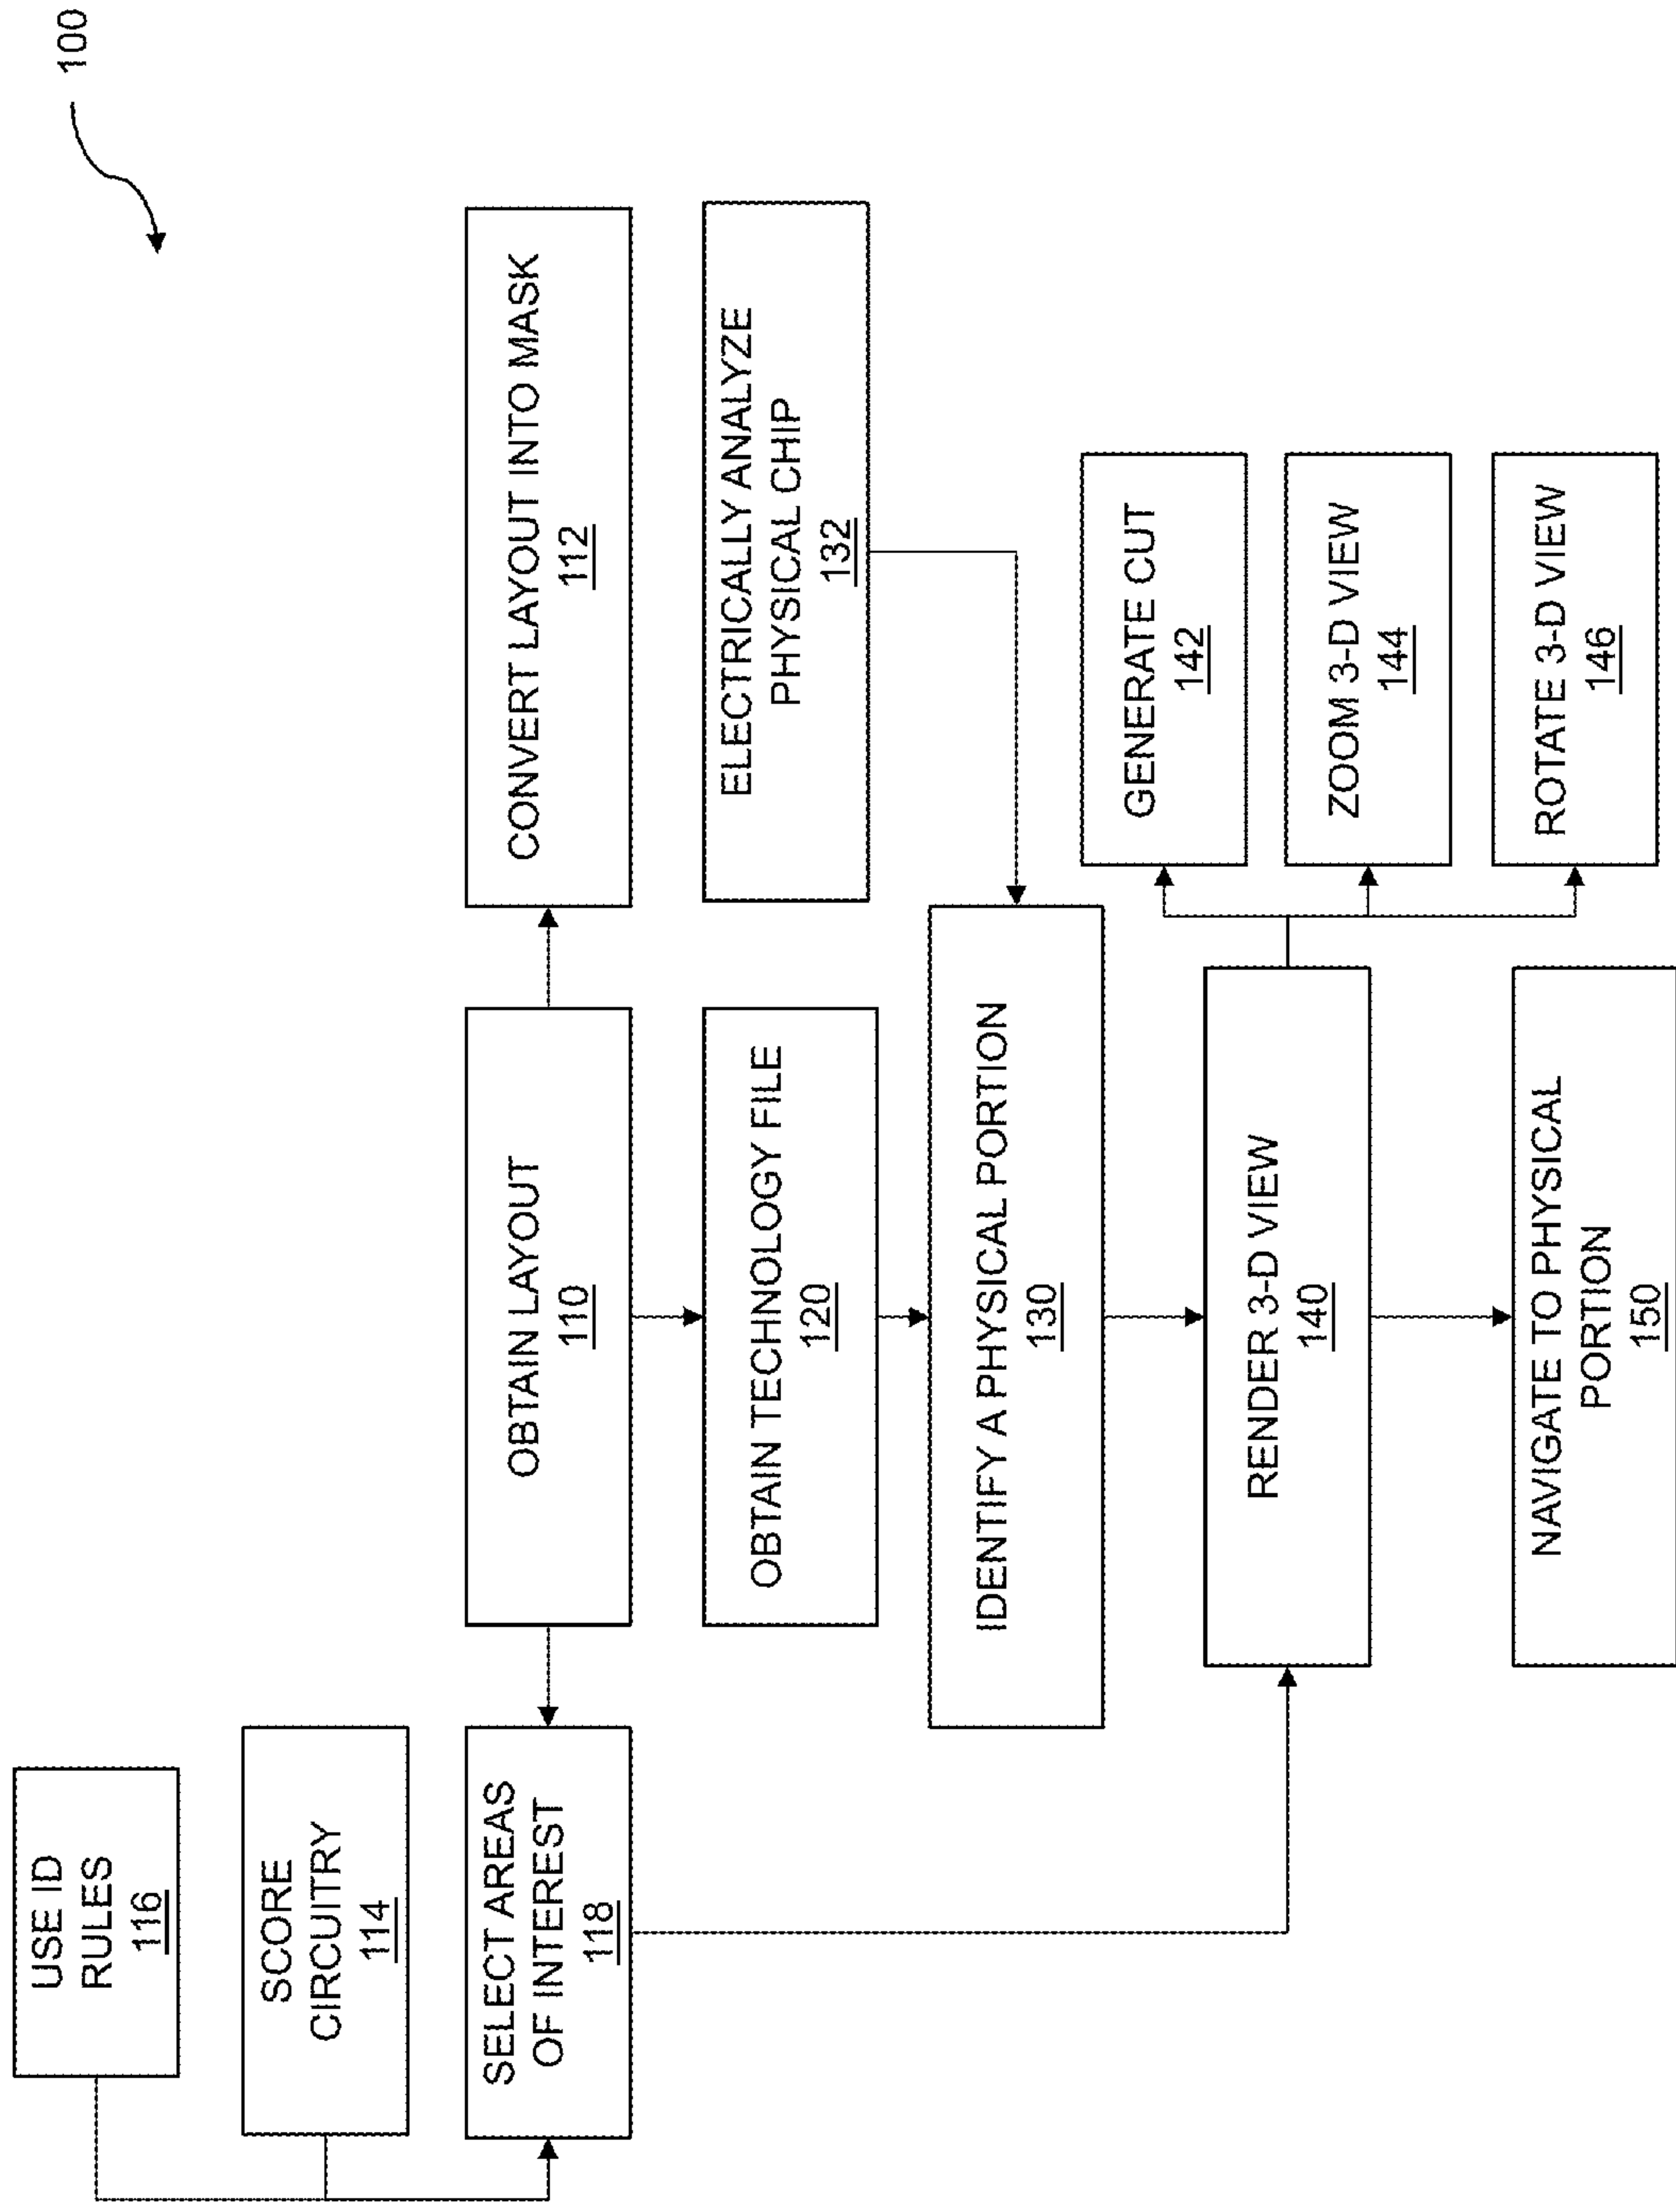 100
USE ID
RULES
116
SCORE
CIRCUITRY
114
SELECT AREAS
OF INTEREST
118
OBTAIN LAYOUT
110
CONVERT LAYOUT INTO MASK
112
OBTAIN TECHNOLOGY FILE
120
ELECTRICALLY ANALYZE
PHYSICAL CHIP
132
IDENTIFY A PHYSICAL PORTION
130
RENDER 3-D VIEW
140
GENERATE CUT
142
ZOOM 3-D VIEW
144
ROTATE 3-D VIEW
146
NAVIGATE TO PHYSICAL
PORTION
150